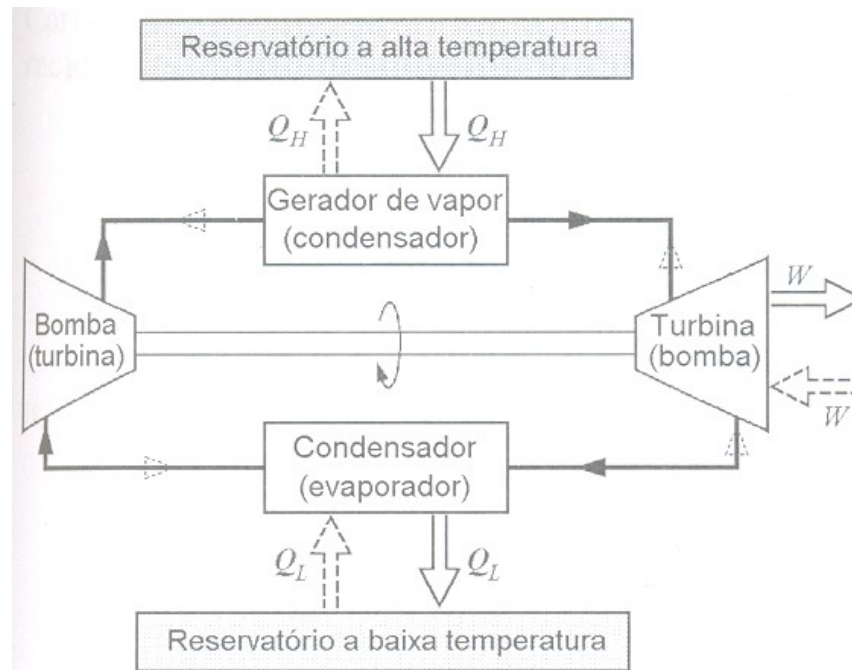 Reservatório a alta temperatura
Q_H
Q_H
Gerador de vapor
(condensador)
Bomba
(turbina)
Turbina
(bomba)
W
W
Condensador
(evaporador)
Q_L
Q_L
Reservatório a baixa temperatura